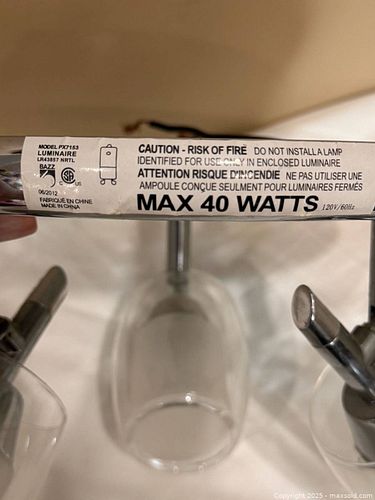 MODEL PX7153
LUMINAIRE
LR43857 NRTL
BAZZ
06/2012
FABRIQUÉ EN CHINE
MADE IN CHINA
CAUTION - RISK OF FIRE DO NOT INSTALL A LAMP
IDENTIFIED FOR USE ONLY IN ENCLOSED LUMINAIRE
ATTENTION RISQUE D'INCENDIE NE PAS UTILISER UNE
AMPOULE CONÇUE SEULMENT POUR LUMINAIRES FERMÉS
MAX 40 WATTS 120V/60Hz
Copyright 2025 - maxsold.com